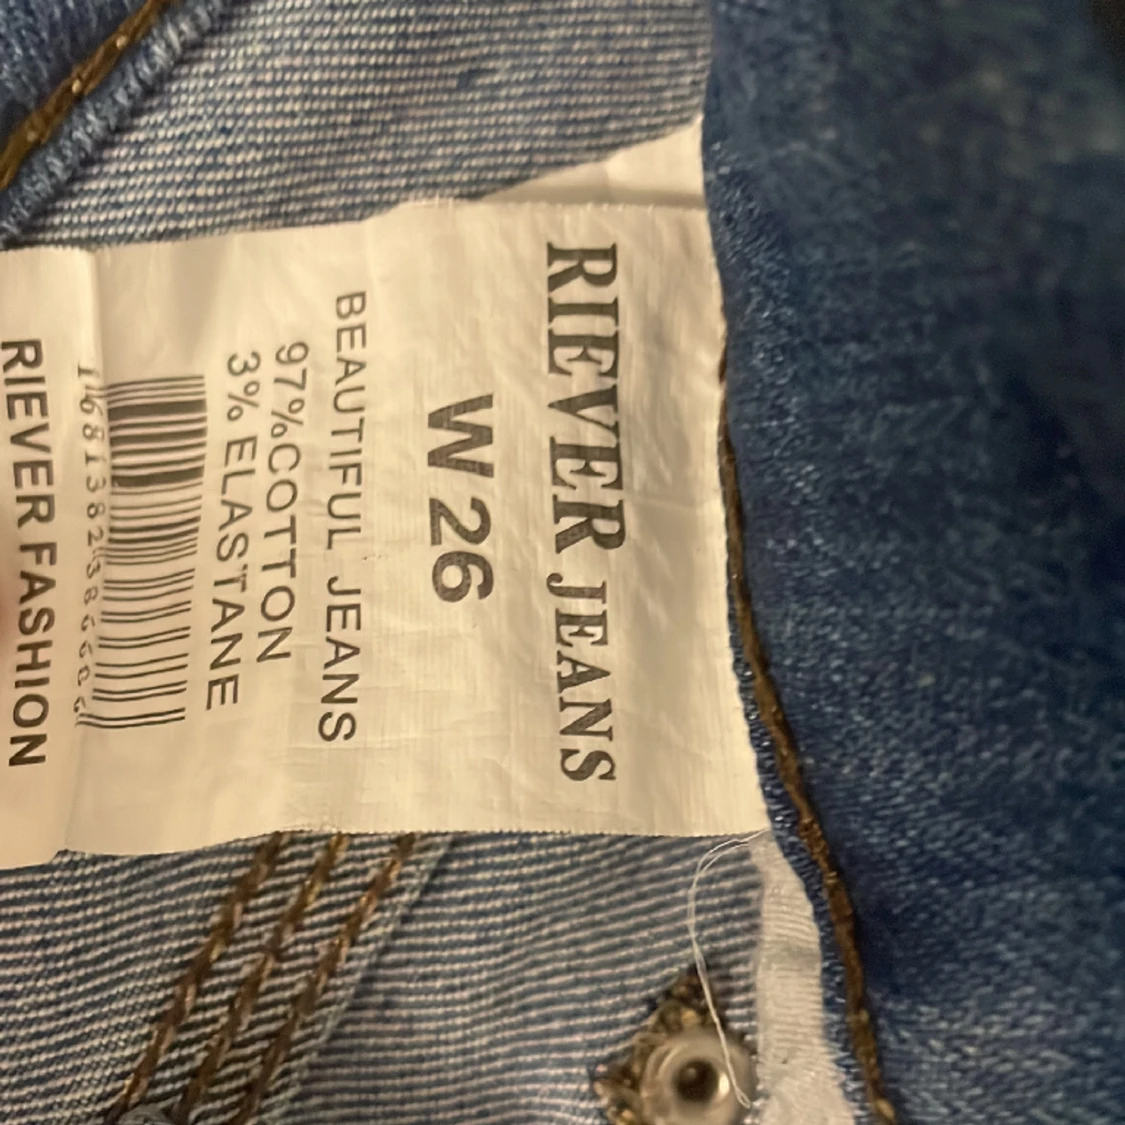 RIEVER JEANS
W 26
BEAUTIFUL JEANS
97%COTTON
3% ELASTANE
RIEVER FASHION